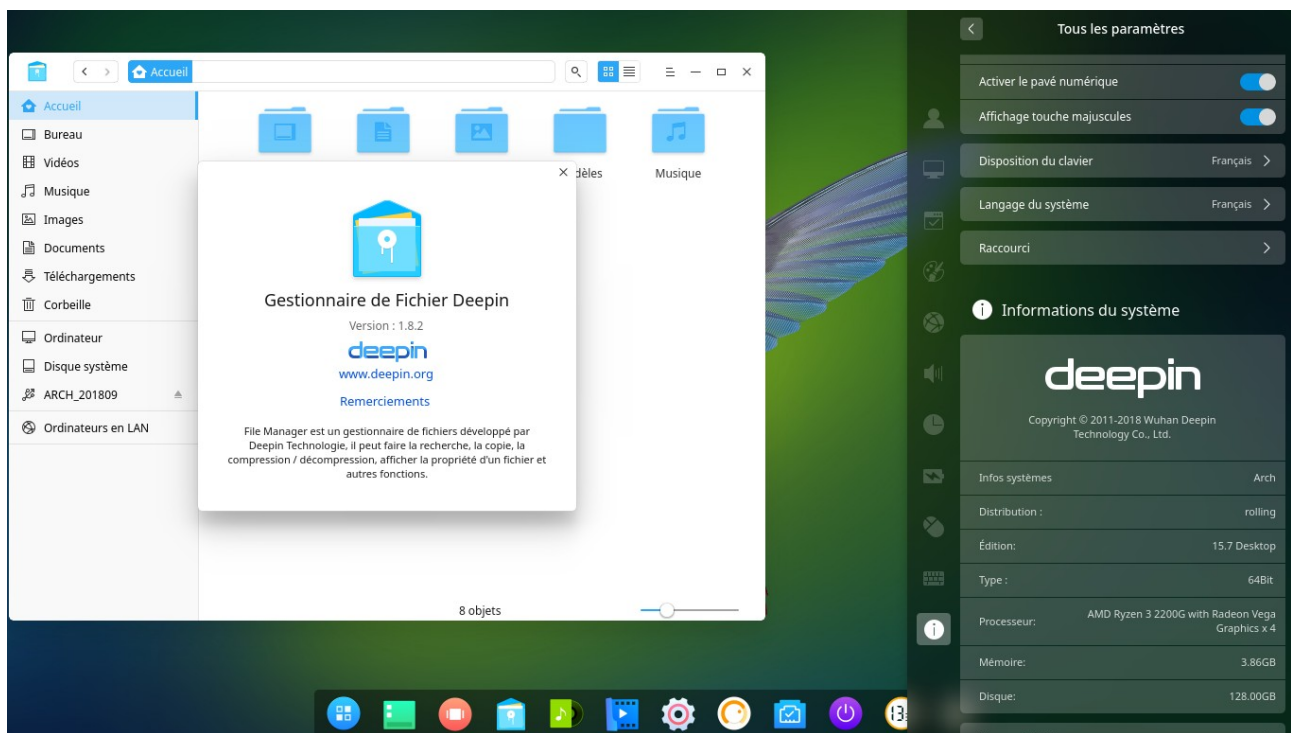 Accueil
Accueil
Bureau
Vidéos
Musique
Images
Documents
Téléchargements
Corbeille
Ordinateur
Disque système
ARCH_201809
Ordinateurs en LAN
dèles
Musique
Gestionnaire de Fichier Deepin
Version : 1.8.2
deepin
www.deepin.org
Remerciements
File Manager est un gestionnaire de fichiers développé par
Deepin Technologie, il peut faire la recherche, la copie, la
compression / décompression, afficher la propriété d'un fichier et
autres fonctions.
8 objets
Tous les paramètres
Activer le pavé numérique
Affichage touche majuscules
Disposition du clavier Français
Langage du système Français
Raccourci
Informations du système
deepin
Copyright © 2011-2018 Wuhan Deepin
Technology Co., Ltd.
Infos systèmes Arch
Distribution : rolling
Édition: 15.7 Desktop
Type : 64Bit
Processeur: AMD Ryzen 3 2200G with Radeon Vega
Graphics x 4
Mémoire: 3.86GB
Disque: 128.00GB